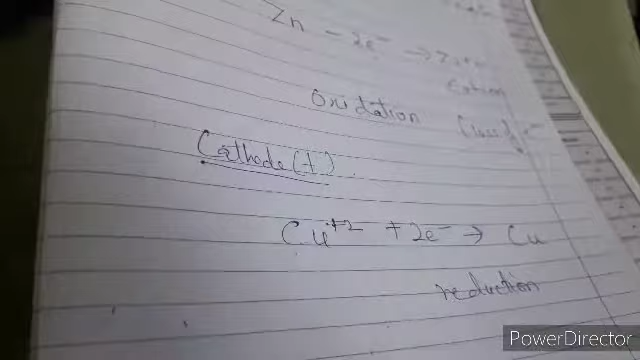 Zn - 2e⁻ →
Oxidation
Cathode (+)
Cu⁺² + 2e⁻ → Cu
reduction
PowerDirector